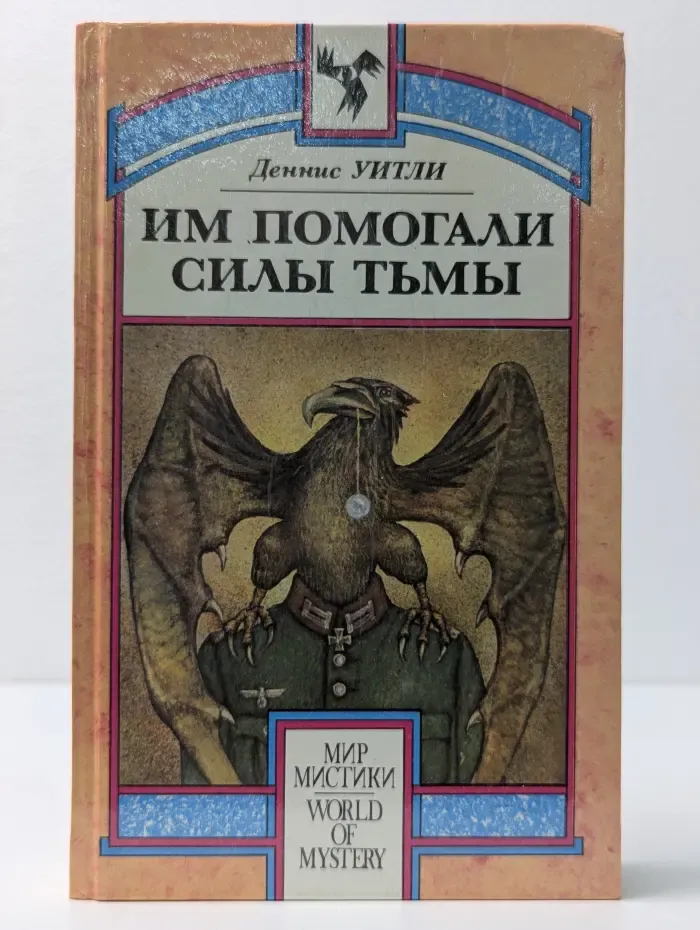 Деннис УИТЛИ
ИМ ПОМОГАЛИ
СИЛЫ ТЬМЫ
МИР
МИСТИКИ
WORLD
OF
MYSTERY